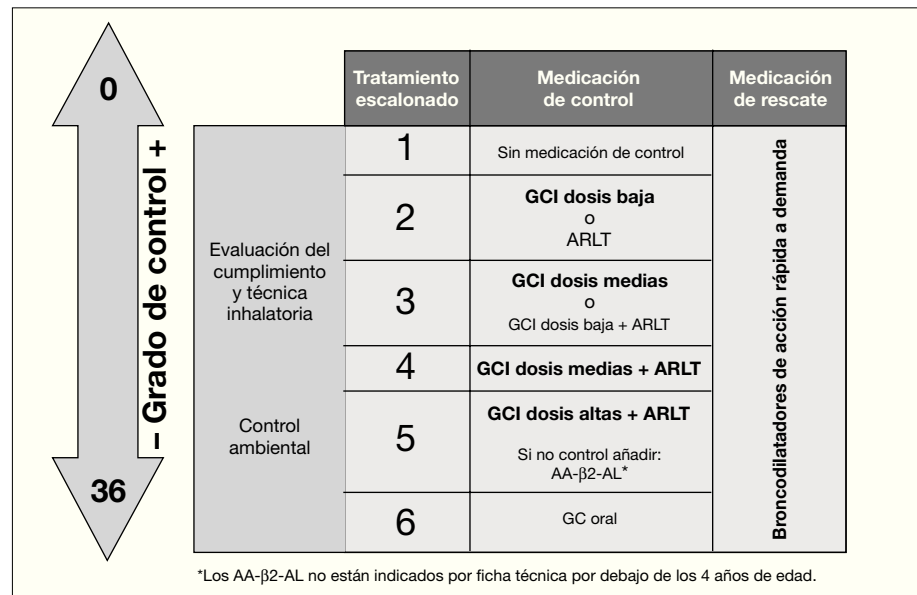 0
– Grado de control +
36
Tratamiento
escalonado
Medicación
de control
Medicación
de rescate
Evaluación del
cumplimiento
y técnica
inhalatoria
Control
ambiental
1
Sin medicación de control
2
GCI dosis baja
o
ARLT
3
GCI dosis medias
o
GCI dosis baja + ARLT
4
GCI dosis medias + ARLT
5
GCI dosis altas + ARLT
Si no control añadir:
AA-β2-AL*
6
GC oral
Broncodilatadores de acción rápida a demanda
*Los AA-β2-AL no están indicados por ficha técnica por debajo de los 4 años de edad.